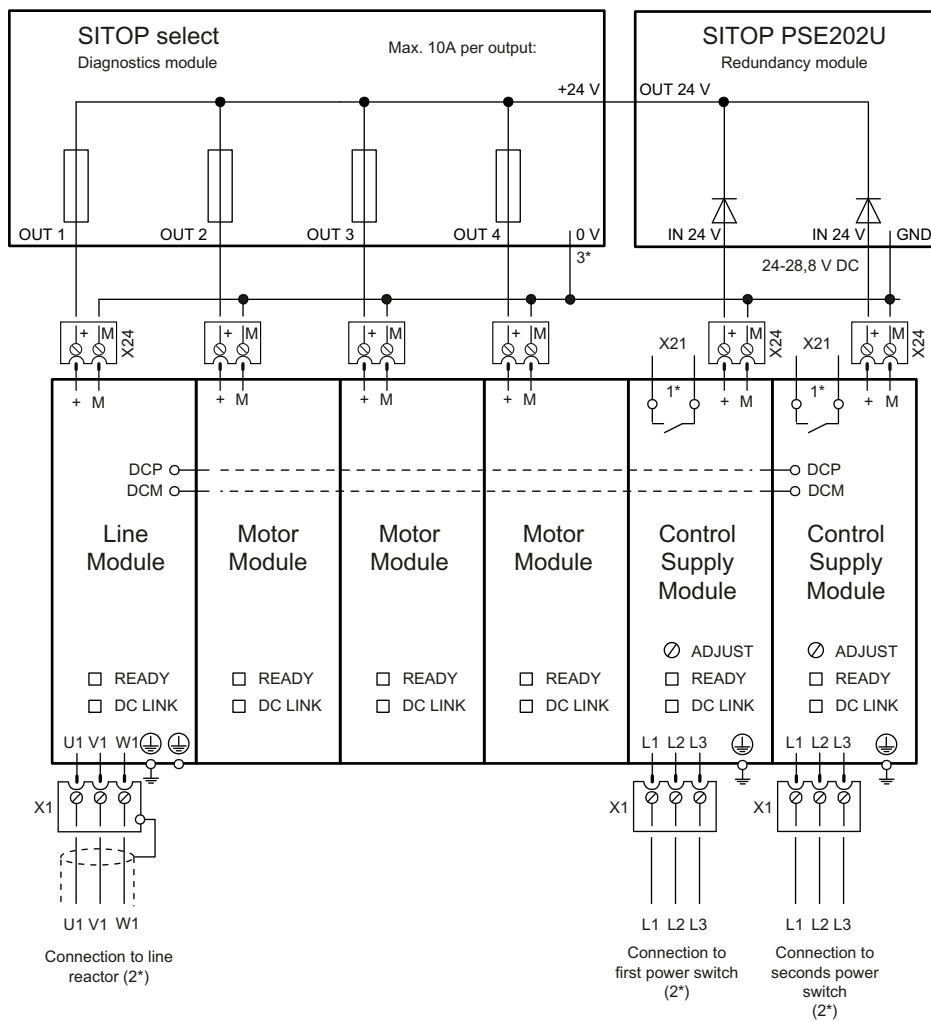 SITOP select
Diagnostics module
Max. 10A per output:
+24 V
OUT 1
OUT 2
OUT 3
OUT 4
0 V
3*
SITOP PSE202U
Redundancy module
OUT 24 V
IN 24 V
IN 24 V
GND
24-28,8 V DC
+ M
X24
+ M
+ M
+ M
X21
+ M
X24
X21
+ M
X24
+ M
+ M
+ M
+ M
1*
+ M
1*
+ M
DCP
DCP
DCM
DCM
Line
Module
Motor
Module
Motor
Module
Motor
Module
Control
Supply
Module
Control
Supply
Module
ADJUST
ADJUST
READY
READY
READY
READY
READY
READY
DC LINK
DC LINK
DC LINK
DC LINK
DC LINK
DC LINK
U1 V1 W1
L1 L2 L3
L1 L2 L3
X1
X1
X1
U1 V1 W1
L1 L2 L3
L1 L2 L3
Connection to line
reactor (2*)
Connection to
first power switch
(2*)
Connection to
seconds power
switch
(2*)